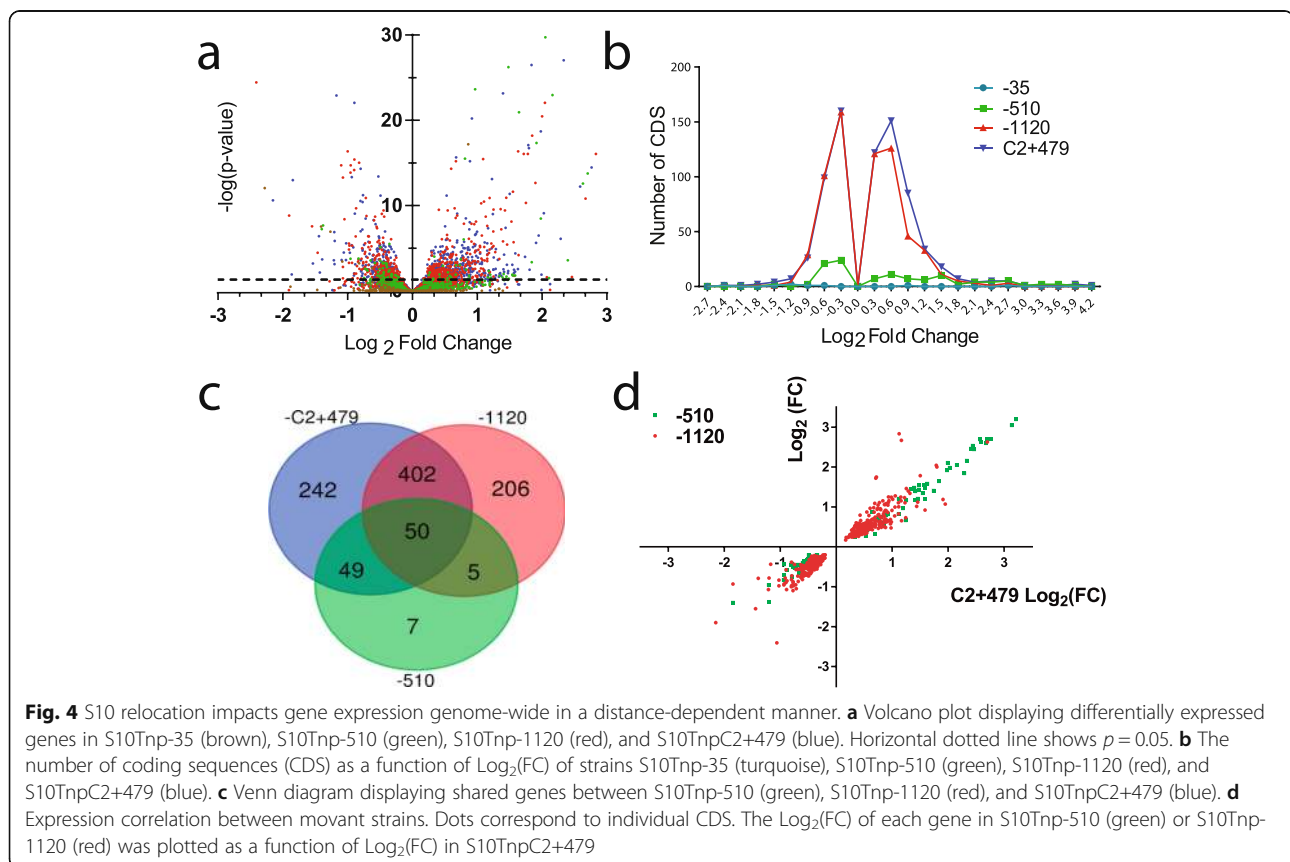 a
-log(p-value)
30
20
10
0
-3 -2 -1 0 1 2 3
Log 2 Fold Change
b
Number of CDS
200
150
100
50
0
-35
-510
-1120
C2+479
-2.7 -2.4 -2.1 -1.8 -1.5 -1.2 -0.9 -0.6 -0.3 0.0 0.3 0.6 0.9 1.2 1.5 1.8 2.1 2.4 2.7 3.0 3.3 3.6 3.9 4.2
Log2 Fold Change
c
-C2+479
-1120
242
402
206
50
49
5
7
-510
d
-510
-1120
Log2 (FC)
3
2
1
-3 -2 -1 1 2 3
C2+479 Log2(FC)
-1
-2
-3
Fig. 4 S10 relocation impacts gene expression genome-wide in a distance-dependent manner. a Volcano plot displaying differentially expressed
genes in S10Tnp-35 (brown), S10Tnp-510 (green), S10Tnp-1120 (red), and S10TnpC2+479 (blue). Horizontal dotted line shows p = 0.05. b The
number of coding sequences (CDS) as a function of Log2(FC) of strains S10Tnp-35 (turquoise), S10Tnp-510 (green), S10Tnp-1120 (red), and
S10TnpC2+479 (blue). c Venn diagram displaying shared genes between S10Tnp-510 (green), S10Tnp-1120 (red), and S10TnpC2+479 (blue). d
Expression correlation between movant strains. Dots correspond to individual CDS. The Log2(FC) of each gene in S10Tnp-510 (green) or S10Tnp-
1120 (red) was plotted as a function of Log2(FC) in S10TnpC2+479